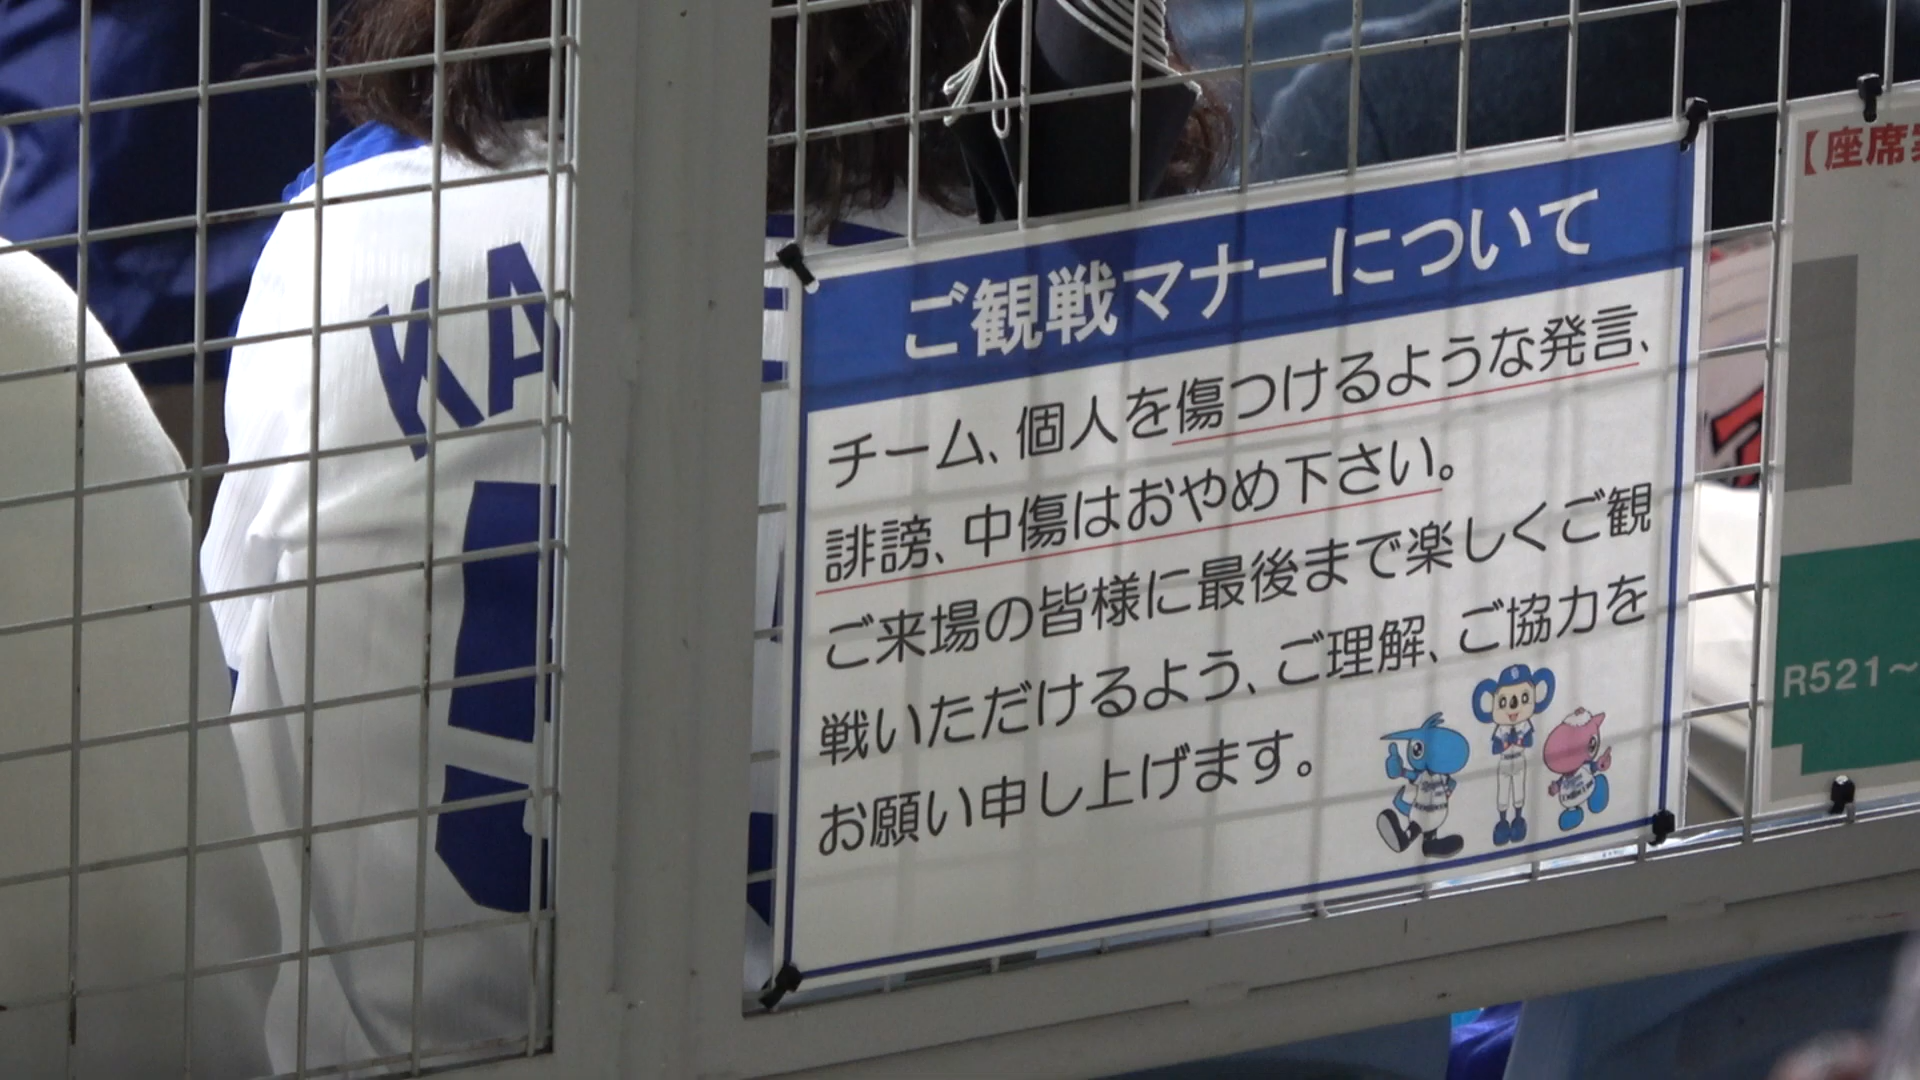 KA
ご観戦マナーについて
チーム、個人を傷つけるような発言、
誹謗、中傷はおやめ下さい。
ご来場の皆様に最後まで楽しくご観
戦いただけるよう、ご理解、ご協力を
お願い申し上げます。
【座席案
R521〜